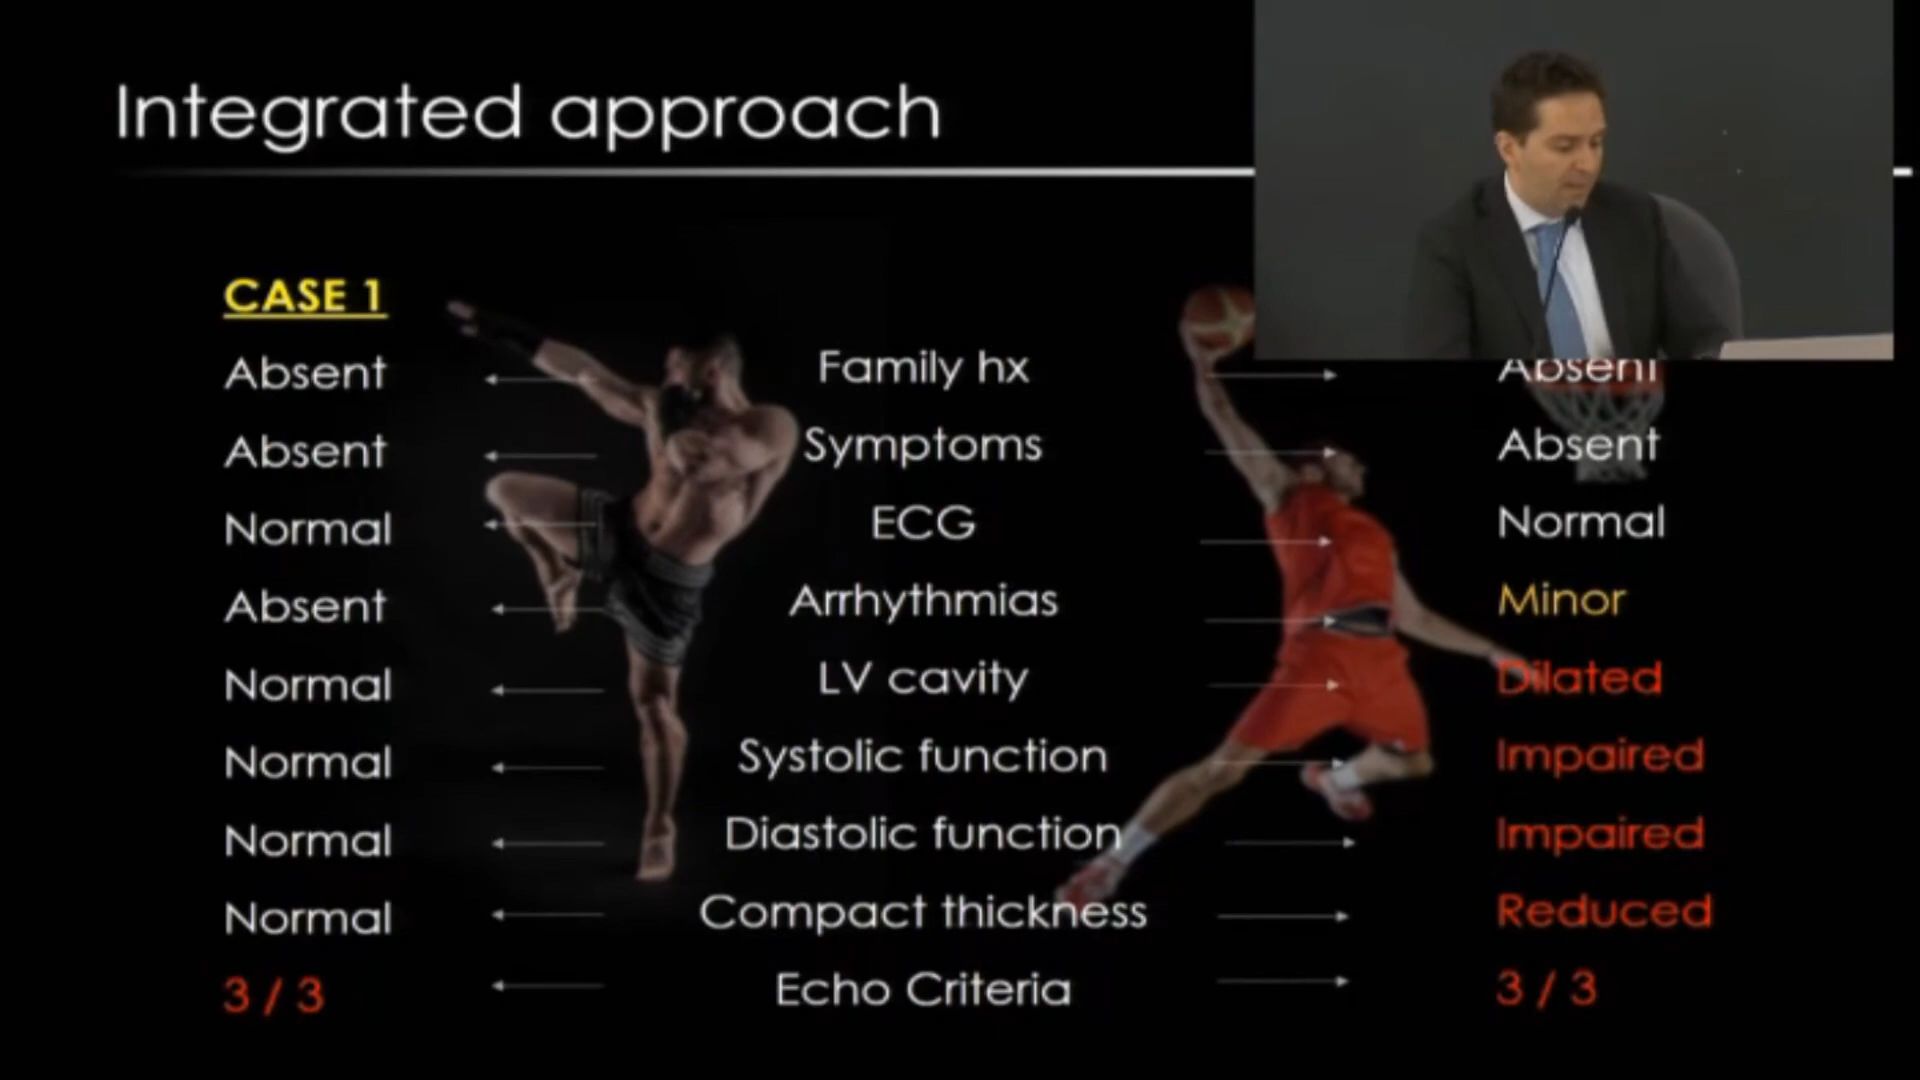 Integrated approach
CASE 1
Absent Family hx Absent
Absent Symptoms Absent
Normal ECG Normal
Absent Arrhythmias Minor
Normal LV cavity Dilated
Normal Systolic function Impaired
Normal Diastolic function Impaired
Normal Compact thickness Reduced
3 / 3 Echo Criteria 3 / 3